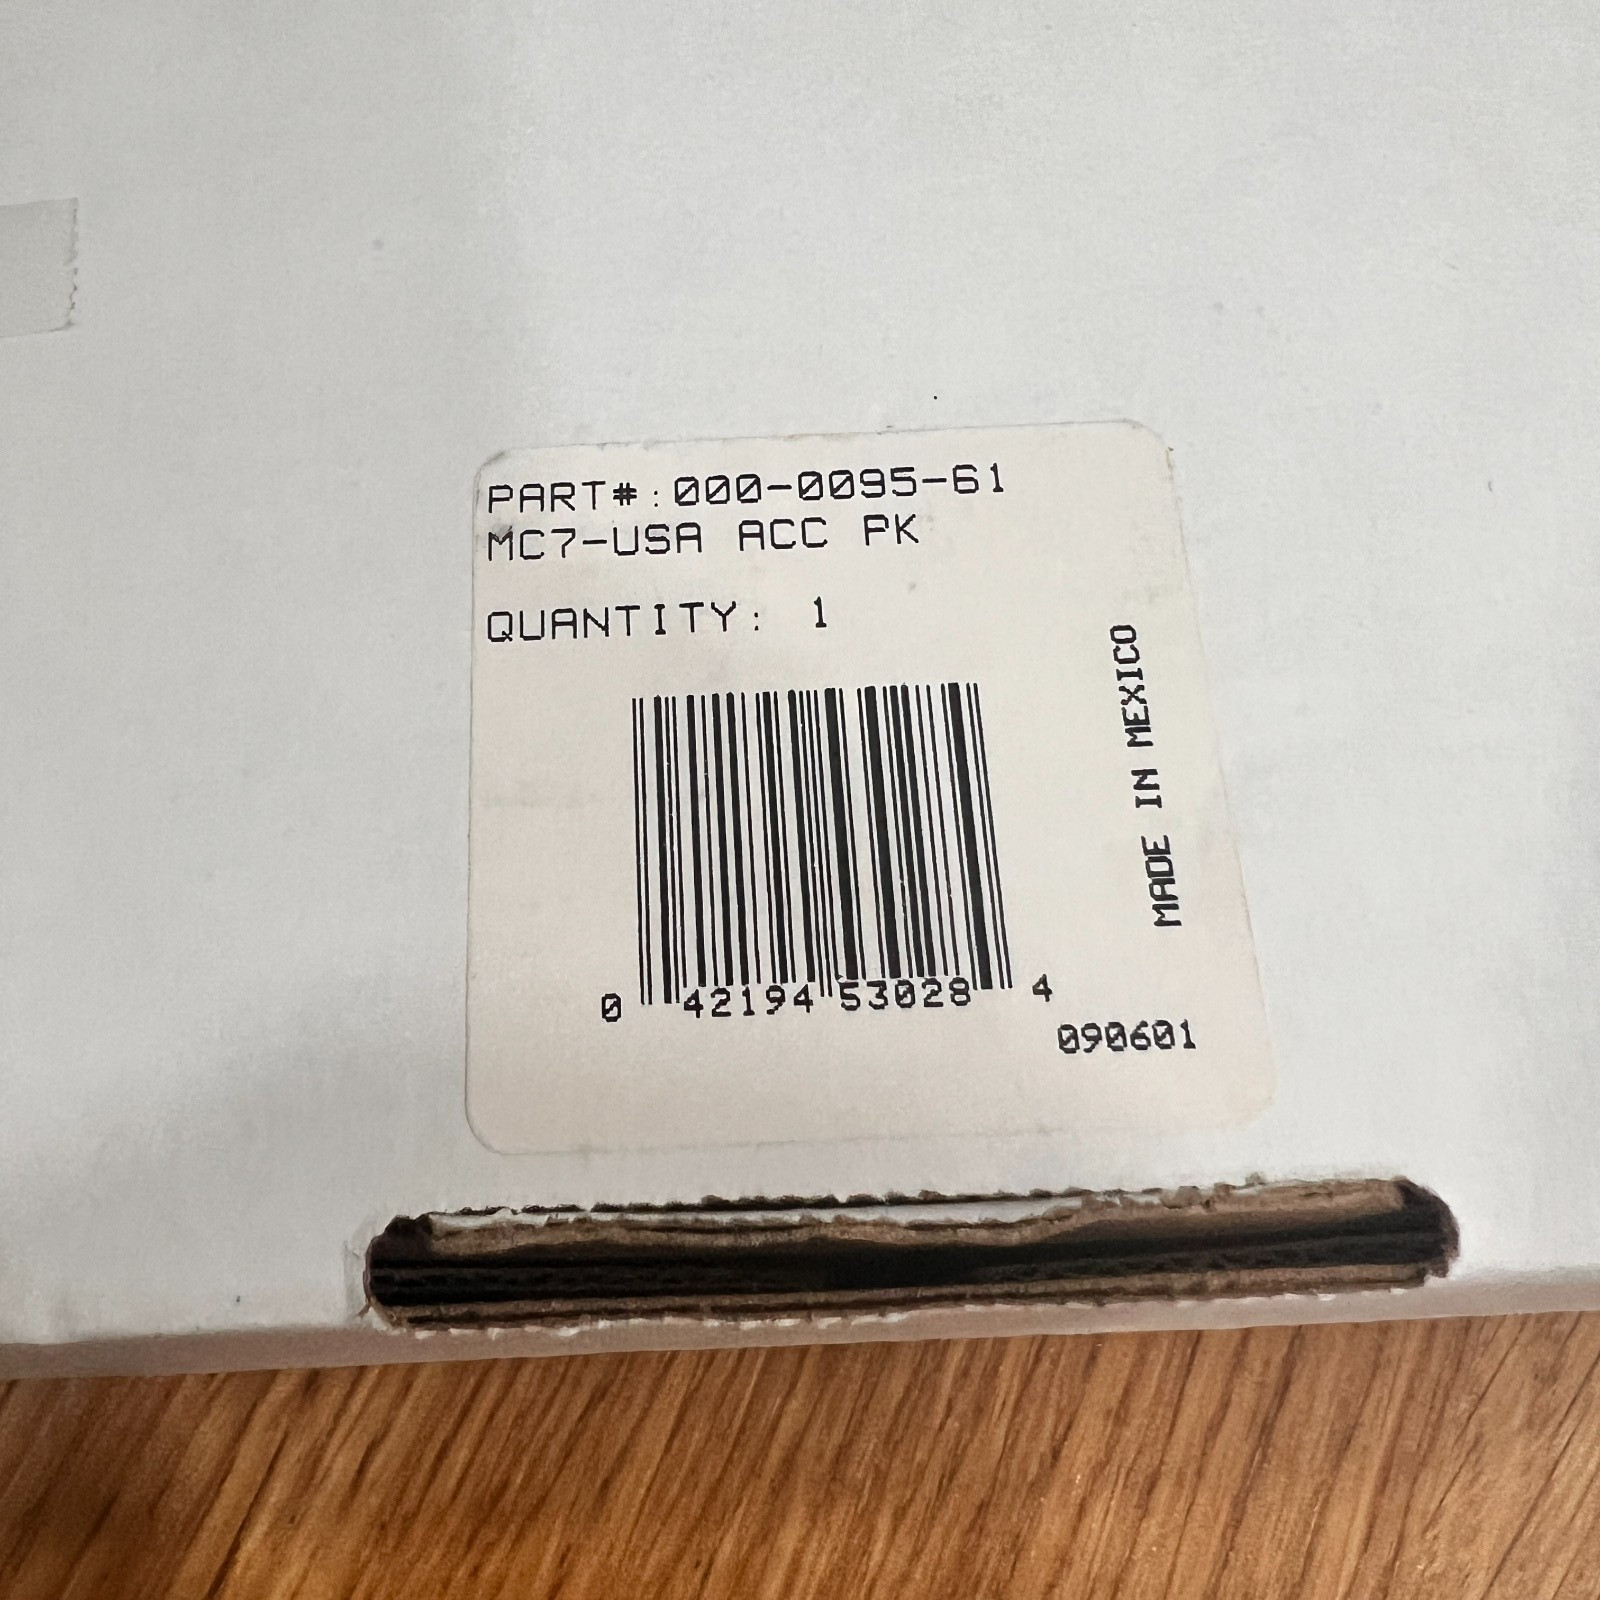 PART#:000-0095-61
MC7-USA ACC PK
QUANTITY: 1
MADE IN MEXICO
0 42194 53028 4
090601